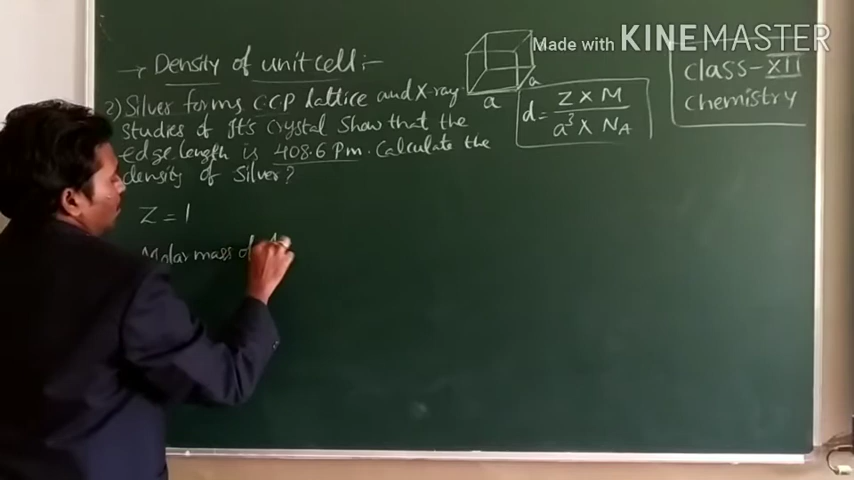 Made with KINEMASTER
→ Density of unit cell :-
2) Silver forms CCP lattice and X-ray
studies of It's Crystal Show that the
edge length is 408.6 Pm. Calculate the
density of Silver?
Z = 1
Molar mass of
a
a
d = Z × M / a³ × NA
class - XII
chemistry